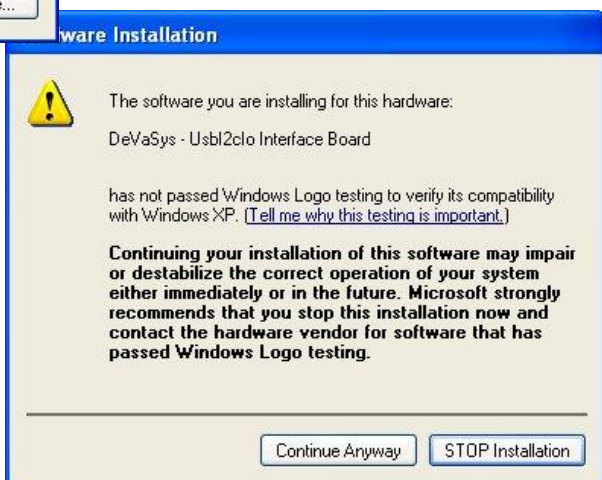 e...
ware Installation
The software you are installing for this hardware:
DeVaSys - UsbI2cIo Interface Board
has not passed Windows Logo testing to verify its compatibility
with Windows XP. (Tell me why this testing is important.)
Continuing your installation of this software may impair
or destabilize the correct operation of your system
either immediately or in the future. Microsoft strongly
recommends that you stop this installation now and
contact the hardware vendor for software that has
passed Windows Logo testing.
Continue Anyway STOP Installation